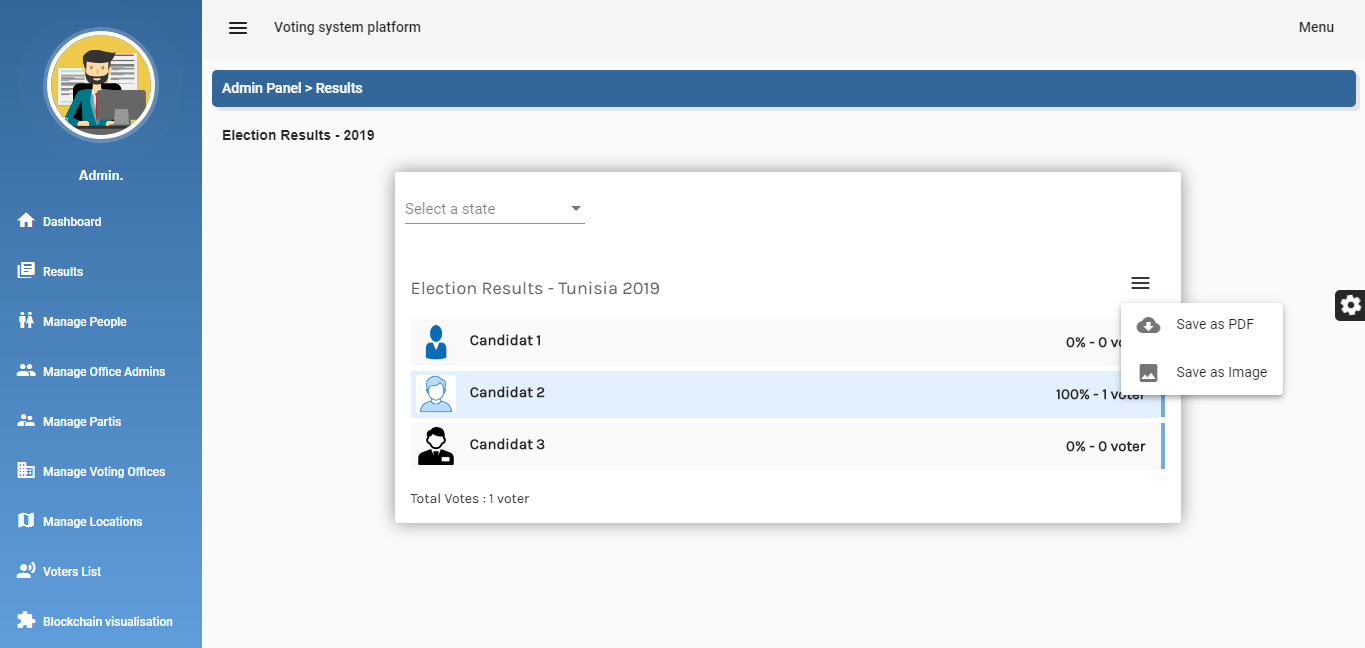 Voting system platform
Menu
Admin Panel > Results
Election Results - 2019
Admin.
Dashboard
Results
Manage People
Manage Office Admins
Manage Partis
Manage Voting Offices
Manage Locations
Voters List
Blockchain visualisation
Select a state
Election Results - Tunisia 2019
Save as PDF
Save as Image
Candidat 1
0% - 0 vo
Candidat 2
100% - 1 voter
Candidat 3
0% - 0 voter
Total Votes : 1 voter